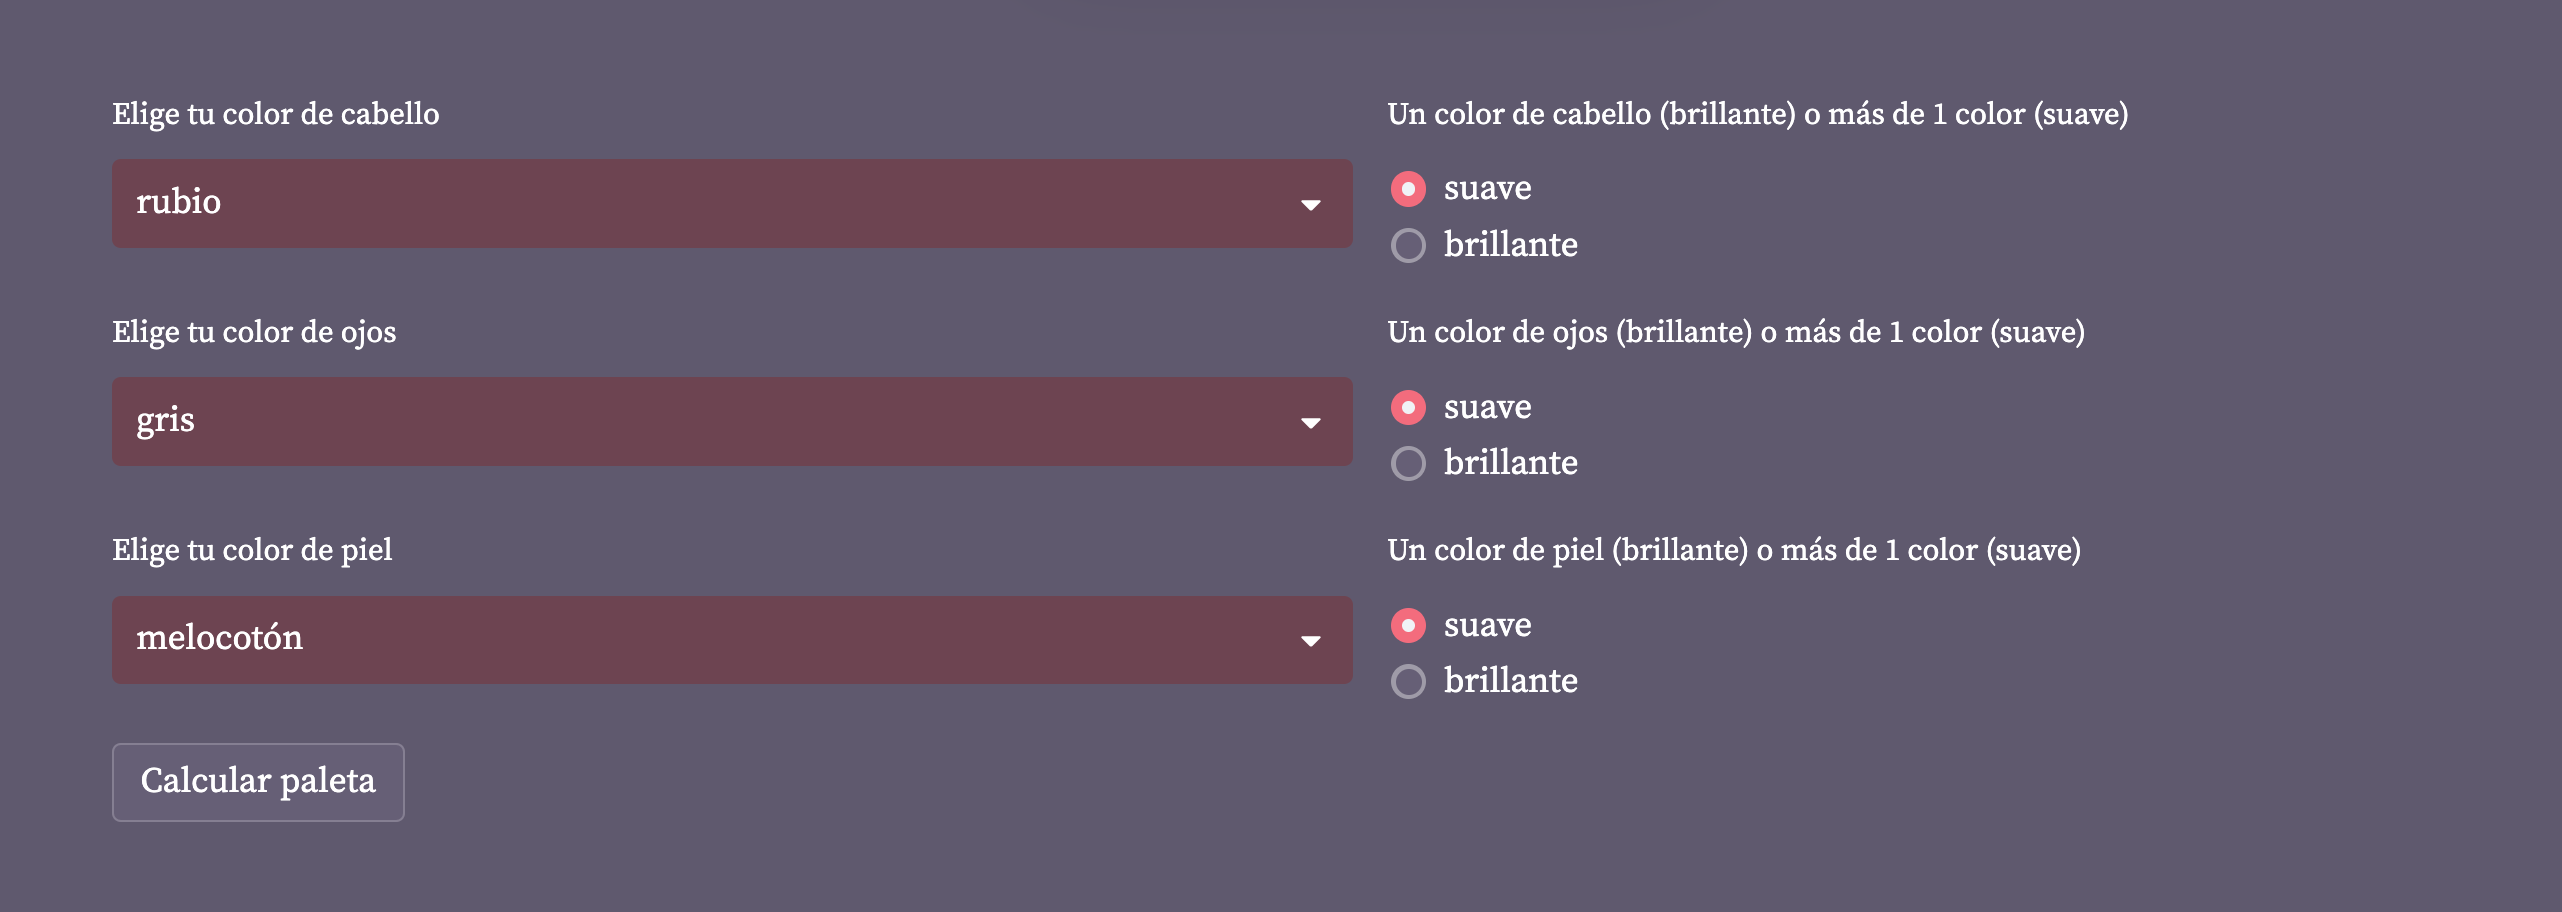 Elige tu color de cabello
Un color de cabello (brillante) o más de 1 color (suave)
rubio
suave
brillante
Elige tu color de ojos
Un color de ojos (brillante) o más de 1 color (suave)
gris
suave
brillante
Elige tu color de piel
Un color de piel (brillante) o más de 1 color (suave)
melocotón
suave
brillante
Calcular paleta